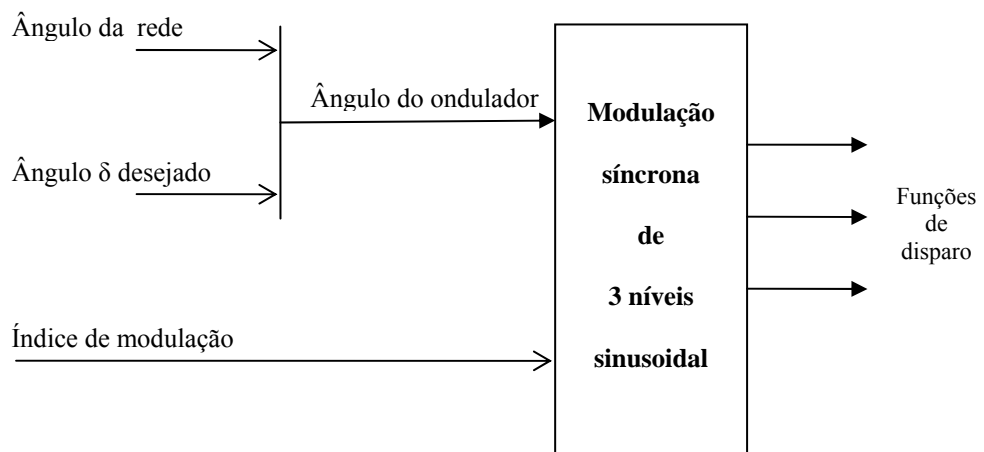 Ângulo da rede
Ângulo do ondulador
Ângulo δ desejado
Índice de modulação
Modulação
síncrona
de
3 níveis
sinusoidal
Funções
de
disparo